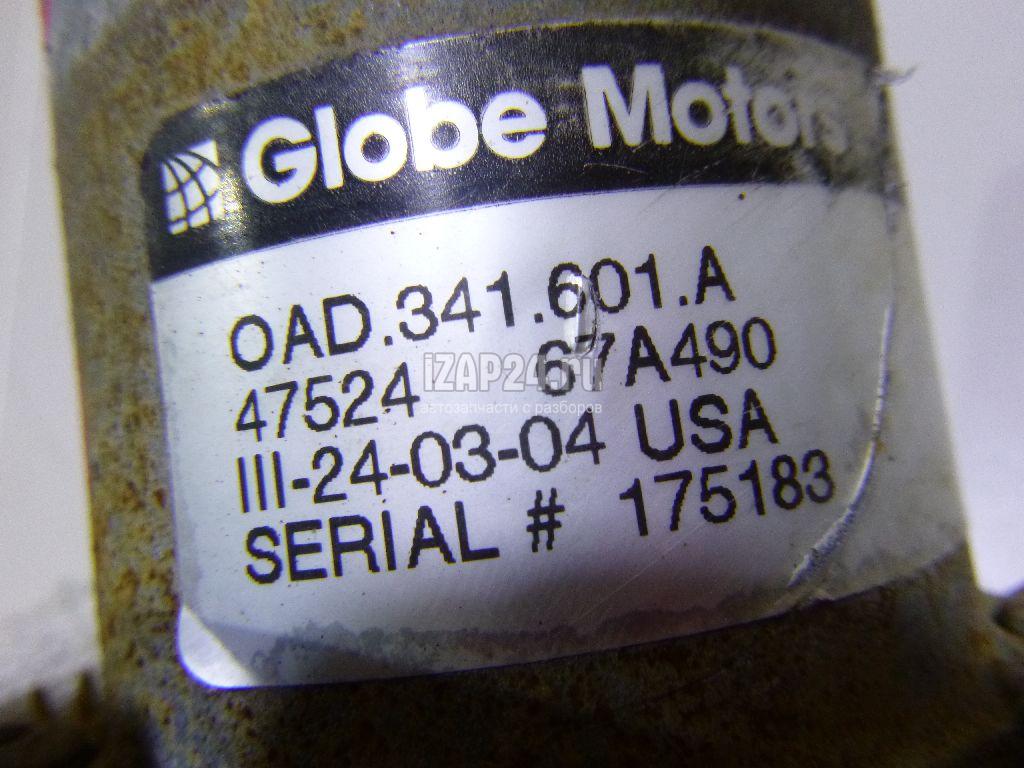 Globe Motors
OAD.341.601.A
47524 67A490
iZAP24.ru
автозапчасти с разборов
III-24-03-04 USA
SERIAL # 175183